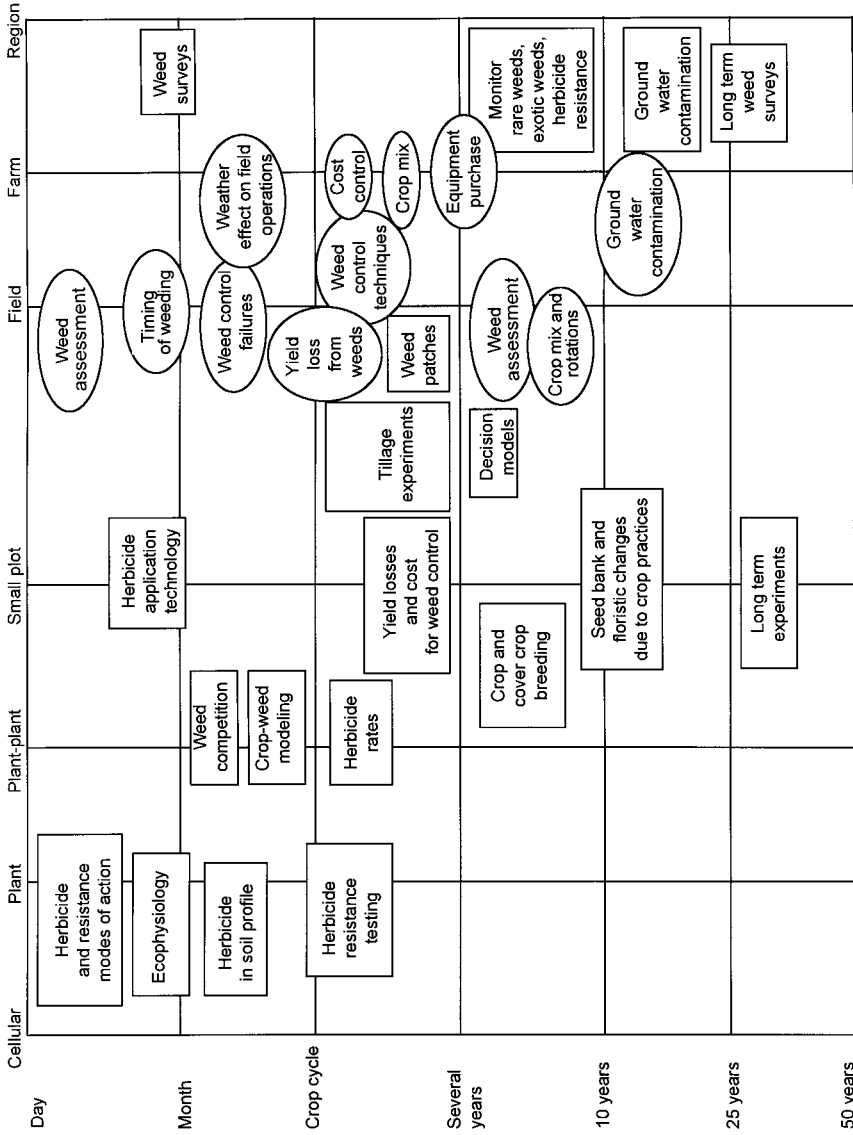 Cellular
Plant
Plant-plant
Small plot
Field
Farm
Region
Day
Month
Crop cycle
Several
years
10 years
25 years
50 years
Herbicide
and resistance
modes of action
Ecophysiology
Herbicide
in soil profile
Herbicide
resistance
testing
Weed
competition
Crop-weed
modeling
Herbicide
rates
Herbicide
application
technology
Yield losses
and cost
for weed control
Crop and
cover crop
breeding
Seed bank and
floristic changes
due to crop practices
Long term
experiments
Tillage
experiments
Decision
models
Weed
assessment
Timing
of weeding
Weed control
failures
Yield
loss
from
weeds
Weed
patches
Weed
assessment
Crop mix and
rotations
Weather
effect on field
operations
Weed
control
techniques
Cost
control
Crop mix
Equipment
purchase
Ground
water
contamination
Weed
surveys
Monitor
rare weeds,
exotic weeds,
herbicide
resistance
Ground
water
contamination
Long term
weed
surveys